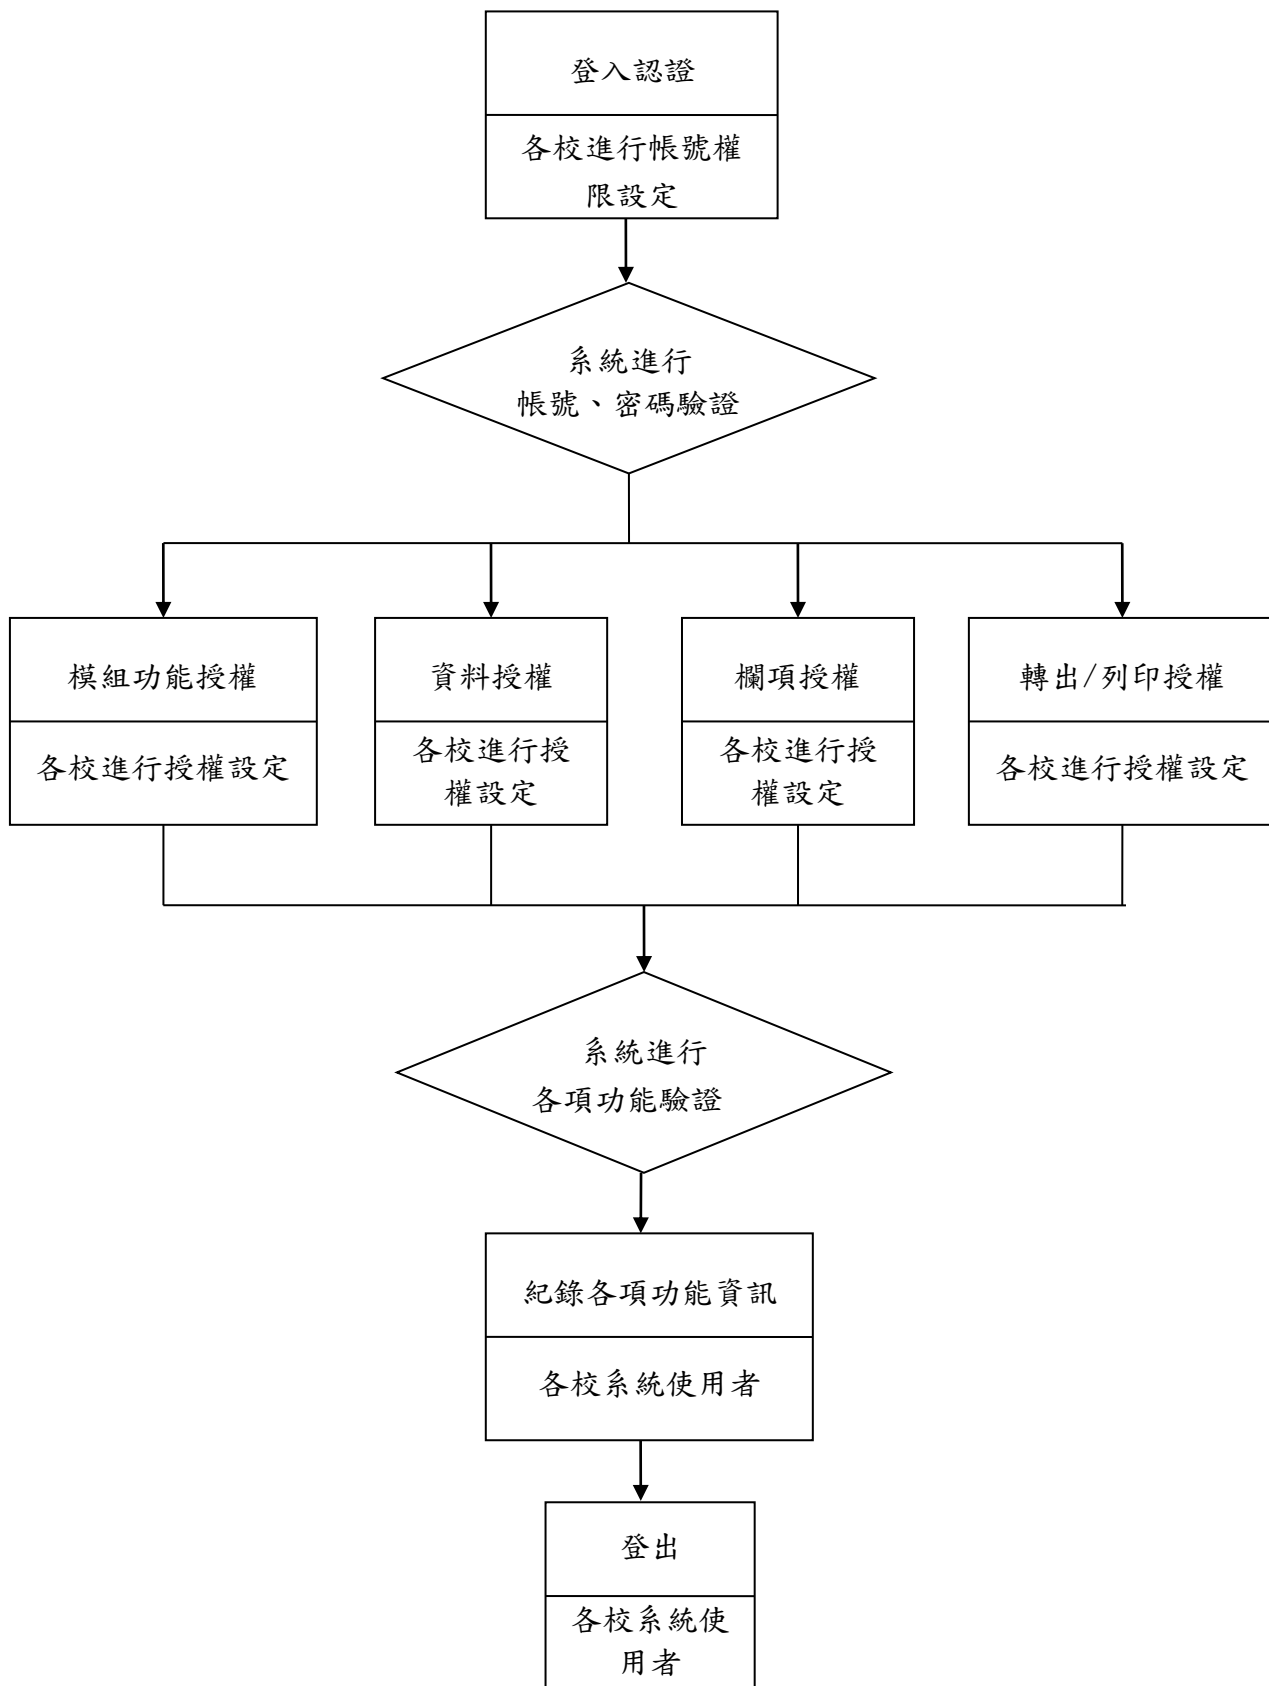 登入認證
各校進行帳號權
限設定
系統進行
帳號、密碼驗證
模組功能授權
各校進行授權設定
資料授權
各校進行授
權設定
欄項授權
各校進行授
權設定
轉出/列印授權
各校進行授權設定
系統進行
各項功能驗證
紀錄各項功能資訊
各校系統使用者
登出
各校系統使
用者